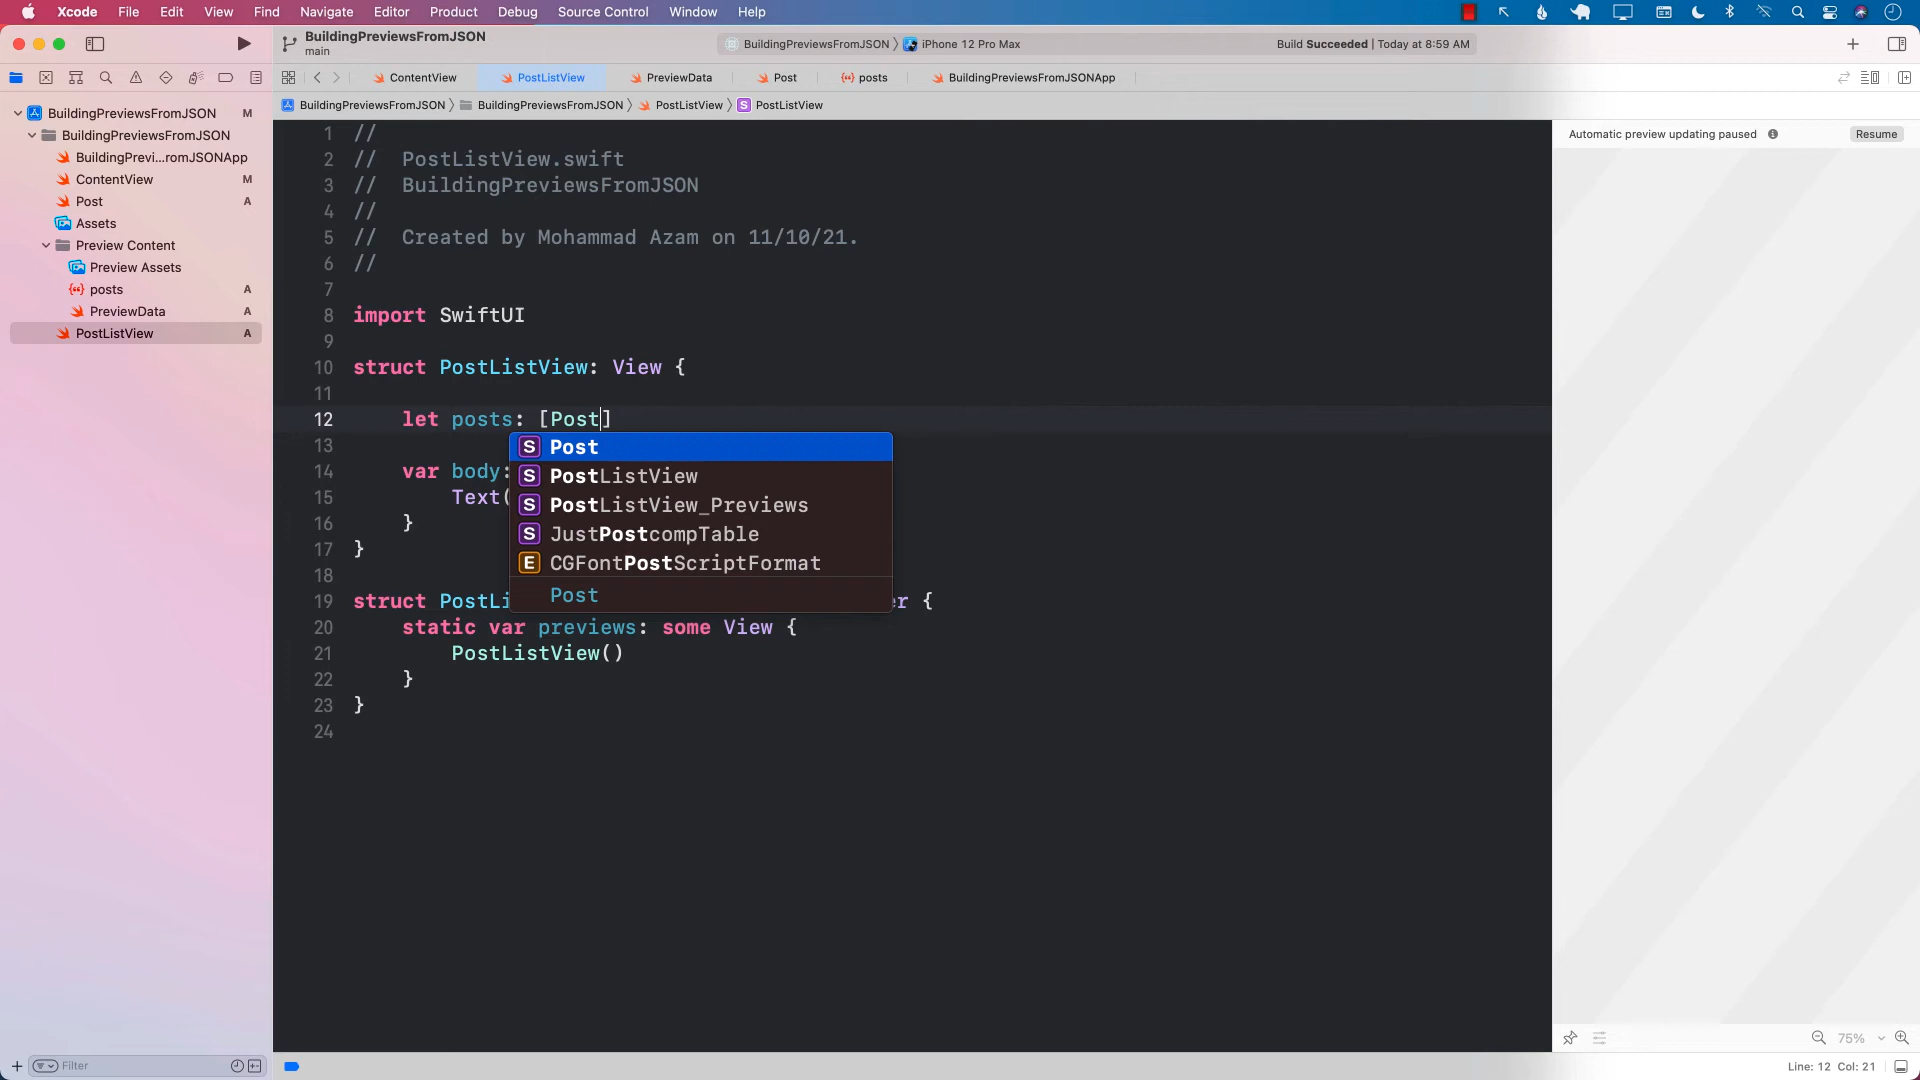 Xcode File Edit View Find Navigate Editor Product Debug Source Control Window Help
BuildingPreviewsFromJSON
main
BuildingPreviewsFromJSON iPhone 12 Pro Max Build Succeeded | Today at 8:59 AM
ContentView PostListView PreviewData Post posts BuildingPreviewsFromJSONApp
BuildingPreviewsFromJSON BuildingPreviewsFromJSON PostListView S PostListView
BuildingPreviewsFromJSON M
BuildingPreviewsFromJSON
BuildingPrevi...romJSONApp
ContentView M
Post A
Assets
Preview Content
Preview Assets
posts A
PreviewData A
PostListView A
Filter
1 //
2 // PostListView.swift
3 // BuildingPreviewsFromJSON
4 //
5 // Created by Mohammad Azam on 11/10/21.
6 //
7
8 import SwiftUI
9
10 struct PostListView: View {
11
12 let posts: [Post]
13
14 var body:
15 Text(
16 }
17 }
18
19 struct PostLi r {
20 static var previews: some View {
21 PostListView()
22 }
23 }
24
S Post
S PostListView
S PostListView_Previews
S JustPostcompTable
E CGFontPostScriptFormat
Post
Automatic preview updating paused Resume
75%
Line: 12 Col: 21